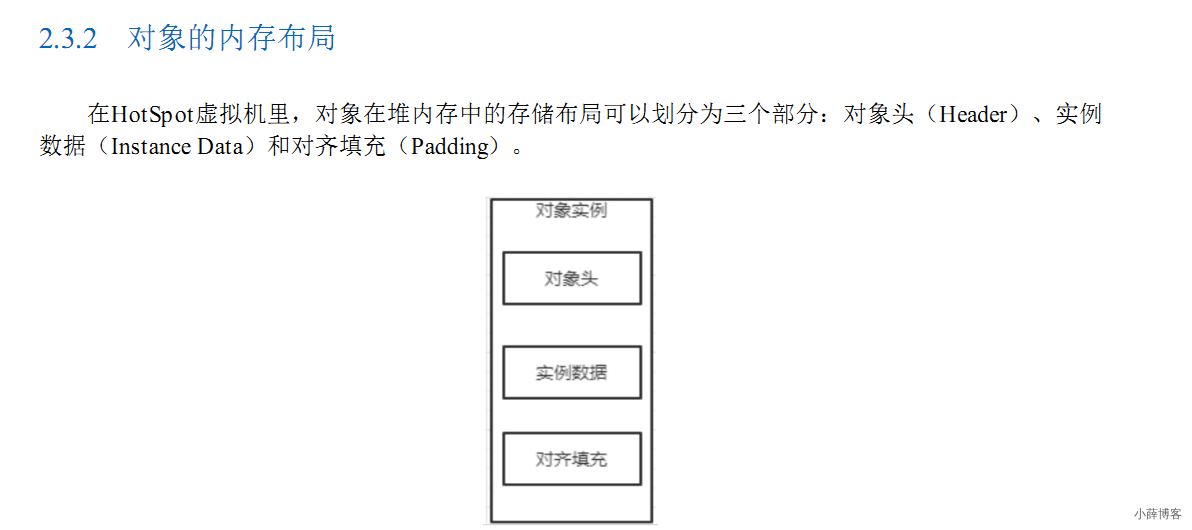 2.3.2 对象的内存布局
在HotSpot虚拟机里，对象在堆内存中的存储布局可以划分为三个部分：对象头（Header）、实例
数据（Instance Data）和对齐填充（Padding）。
对象实例
对象头
实例数据
对齐填充
小薛博客